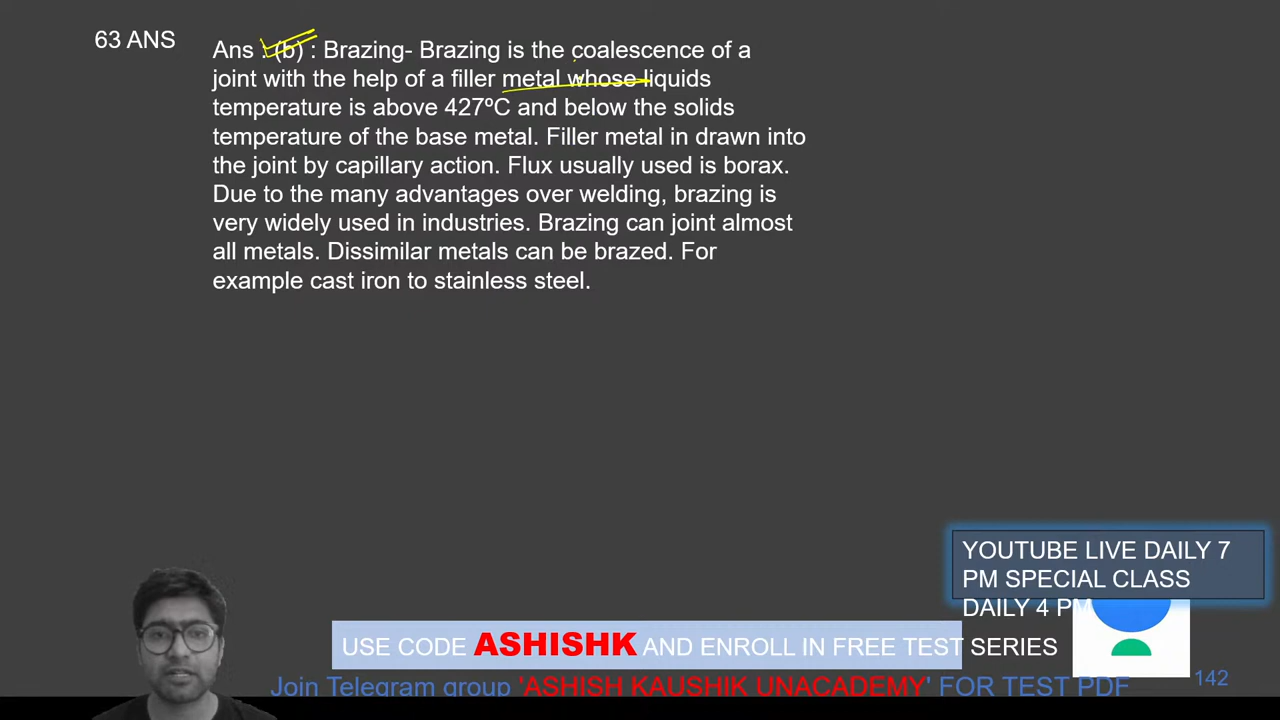 63 ANS
Ans : (b) : Brazing- Brazing is the coalescence of a
joint with the help of a filler metal whose liquids
temperature is above 427ºC and below the solids
temperature of the base metal. Filler metal in drawn into
the joint by capillary action. Flux usually used is borax.
Due to the many advantages over welding, brazing is
very widely used in industries. Brazing can joint almost
all metals. Dissimilar metals can be brazed. For
example cast iron to stainless steel.
YOUTUBE LIVE DAILY 7
PM SPECIAL CLASS
DAILY 4 PM
USE CODE ASHISHK AND ENROLL IN FREE TEST SERIES
Join Telegram group 'ASHISH KAUSHIK UNACADEMY' FOR TEST PDF
142